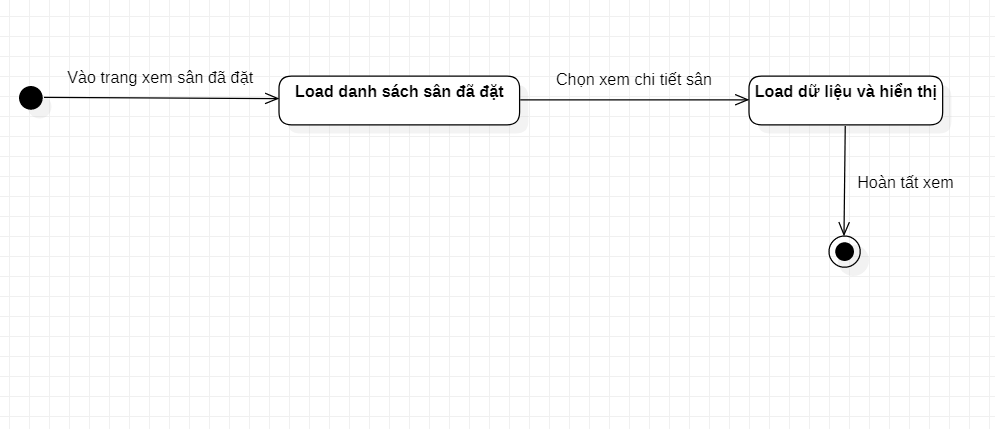 Vào trang xem sân đã đặt
Load danh sách sân đã đặt
Chọn xem chi tiết sân
Load dữ liệu và hiển thị
Hoàn tất xem